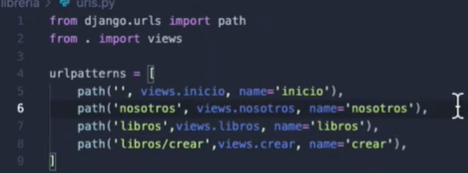 libreria > urls.py
1 from django.urls import path
2 from . import views
3
4 urlpatterns = [
5 path('', views.inicio, name='inicio'),
6 path('nosotros', views.nosotros, name='nosotros'),
7 path('libros',views.libros, name='libros'),
8 path('libros/crear',views.crear, name='crear'),
9 ]